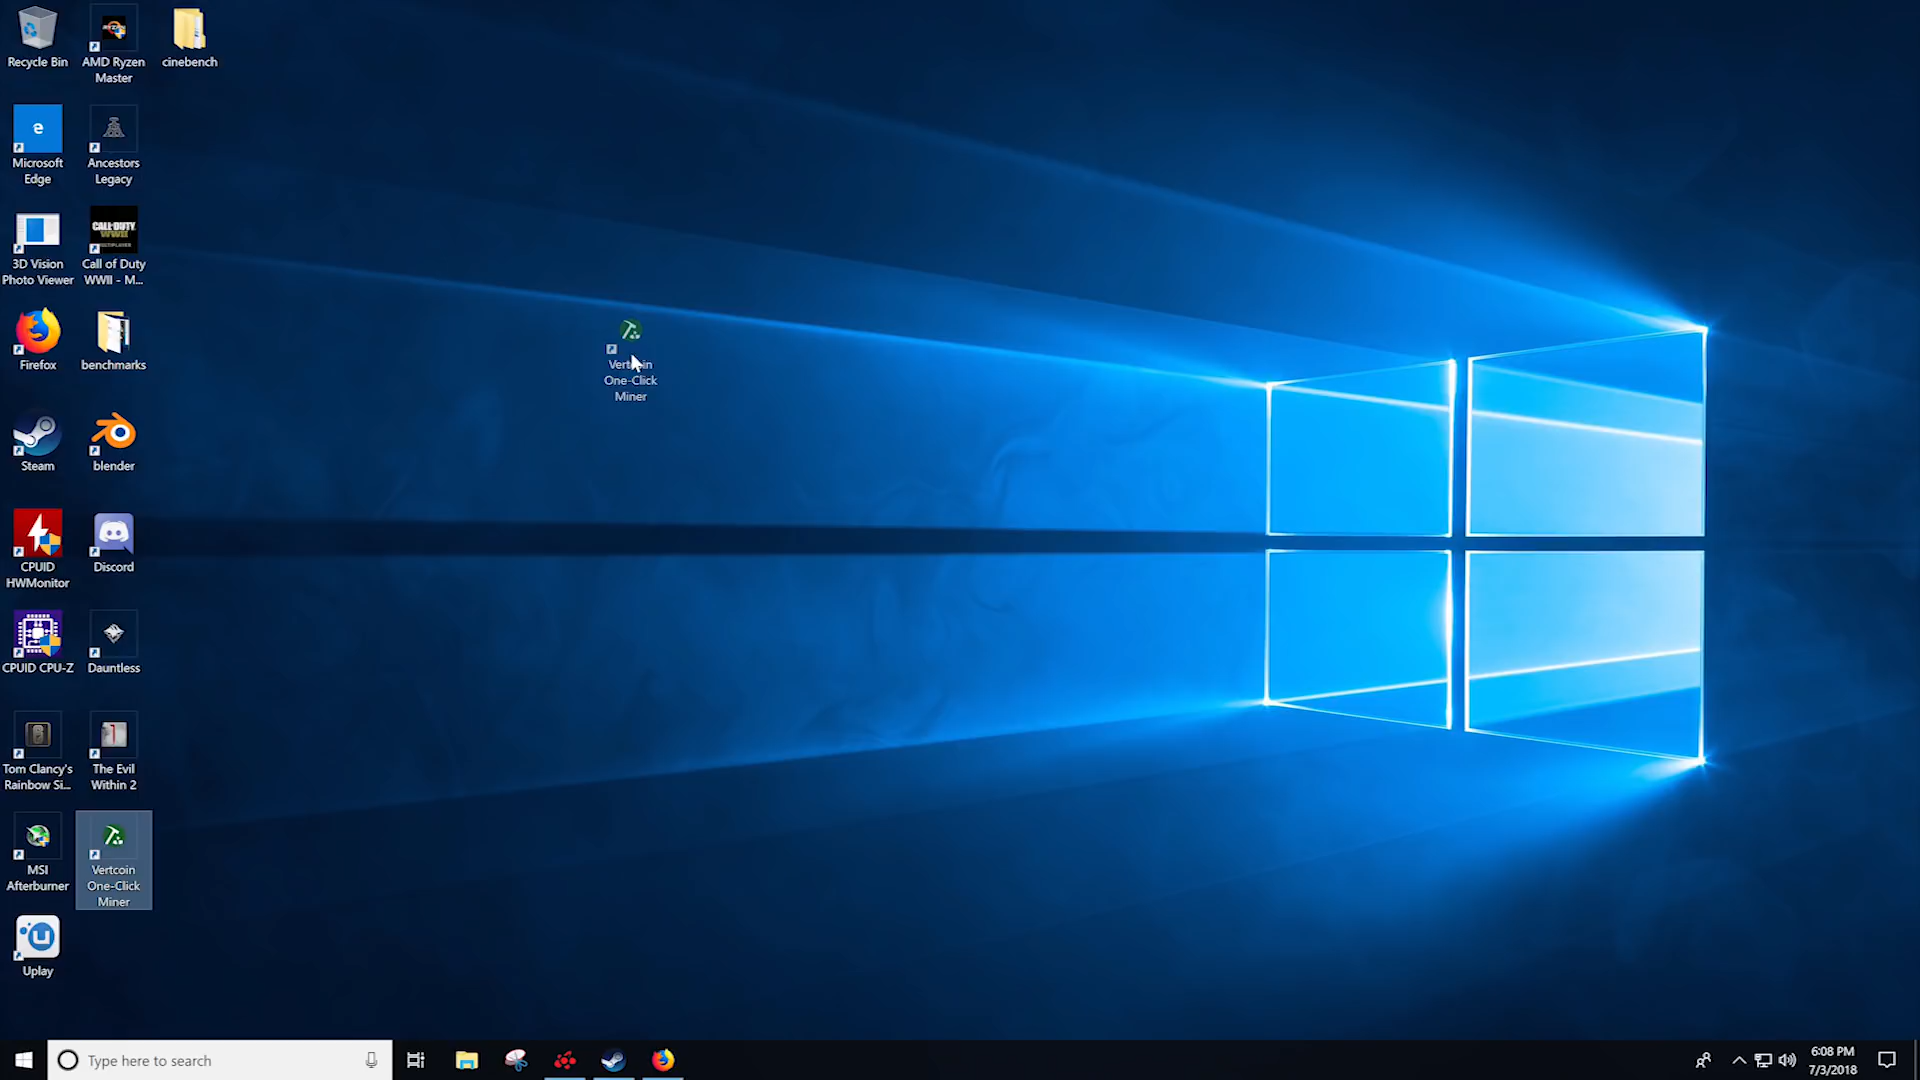 Recycle Bin
AMD Ryzen
Master
cinebench
Microsoft
Edge
Ancestors
Legacy
3D Vision
Photo Viewer
CALL·DUTY
WWII
MULTIPLAYER
Call of Duty
WWII - M...
Firefox
benchmarks
Vertcoin
One-Click
Miner
Steam
blender
CPUID
HWMonitor
Discord
CPUID CPU-Z
Dauntless
Tom Clancy's
Rainbow Si...
The Evil
Within 2
MSI
Afterburner
Vertcoin
One-Click
Miner
Uplay
Type here to search
6:08 PM
7/3/2018